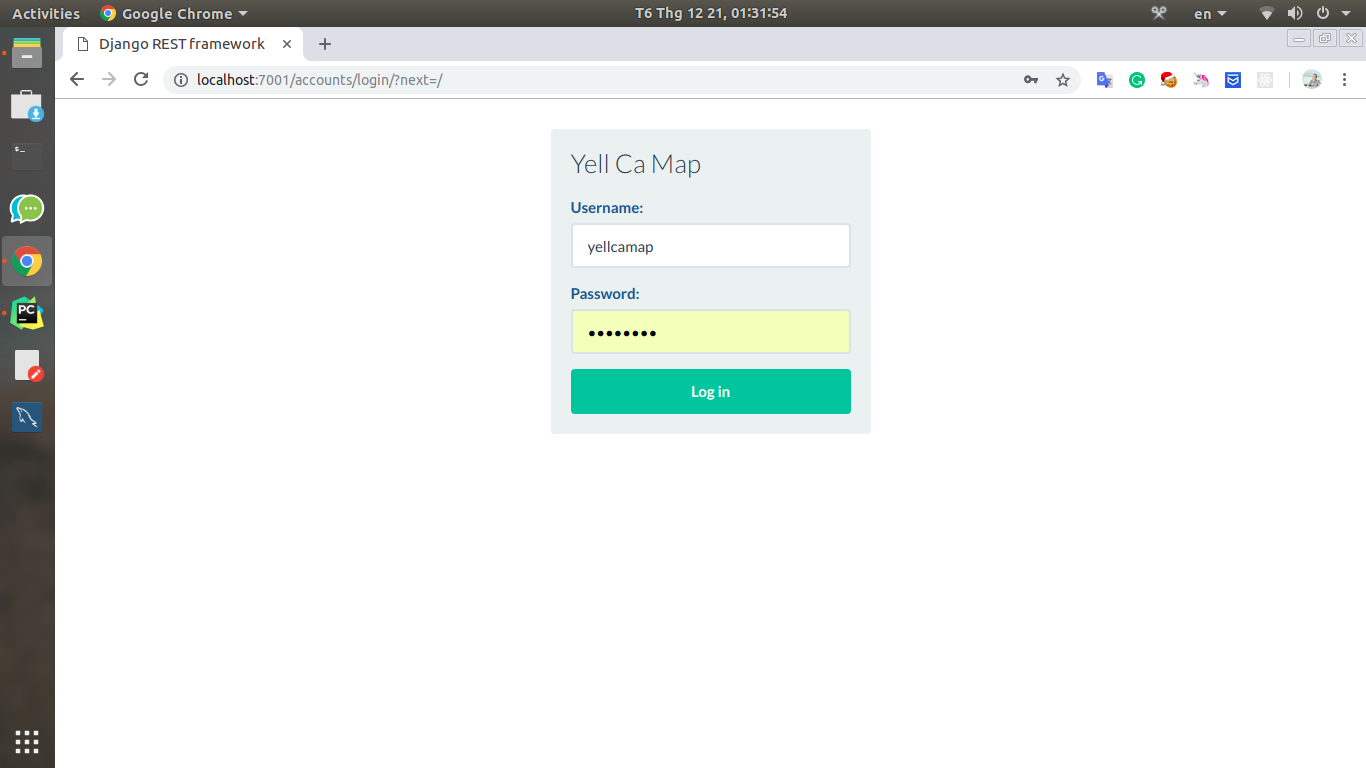 Activities
Google Chrome
T6 Thg 12 21, 01:31:54
en
Django REST framework
localhost:7001/accounts/login/?next=/
Yell Ca Map
Username:
yellcamap
Password:
••••••••
Log in
PC
$_